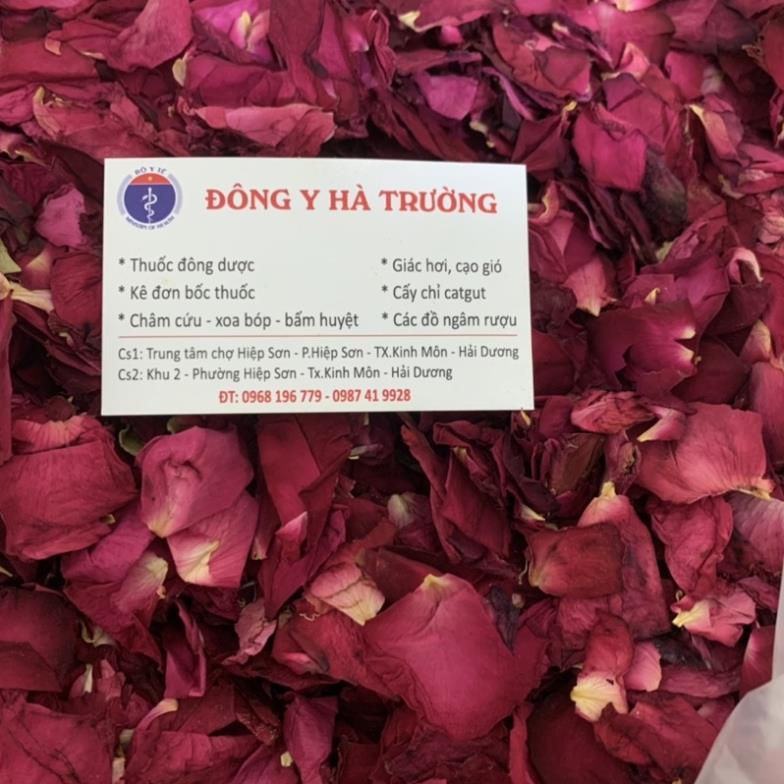 BỘ Y TẾ
MINISTRY OF HEALTH
ĐÔNG Y HÀ TRƯỜNG
* Thuốc đông dược
* Giác hơi, cạo gió
* Kê đơn bốc thuốc
* Cấy chỉ catgut
* Châm cứu - xoa bóp - bấm huyệt
* Các đồ ngâm rượu
Cs1: Trung tâm chợ Hiệp Sơn - P.Hiệp Sơn - TX.Kinh Môn - Hải Dương
Cs2: Khu 2 - Phường Hiệp Sơn - Tx.Kinh Môn - Hải Dương
ĐT: 0968 196 779 - 0987 41 9928